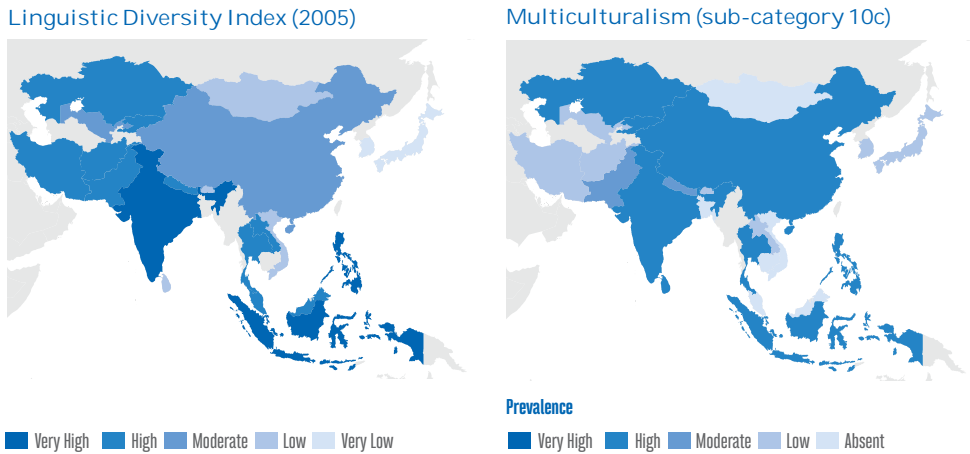 Linguistic Diversity Index (2005)
Multiculturalism (sub-category 10c)
Prevalence
Very High High Moderate Low Very Low
Very High High Moderate Low Absent